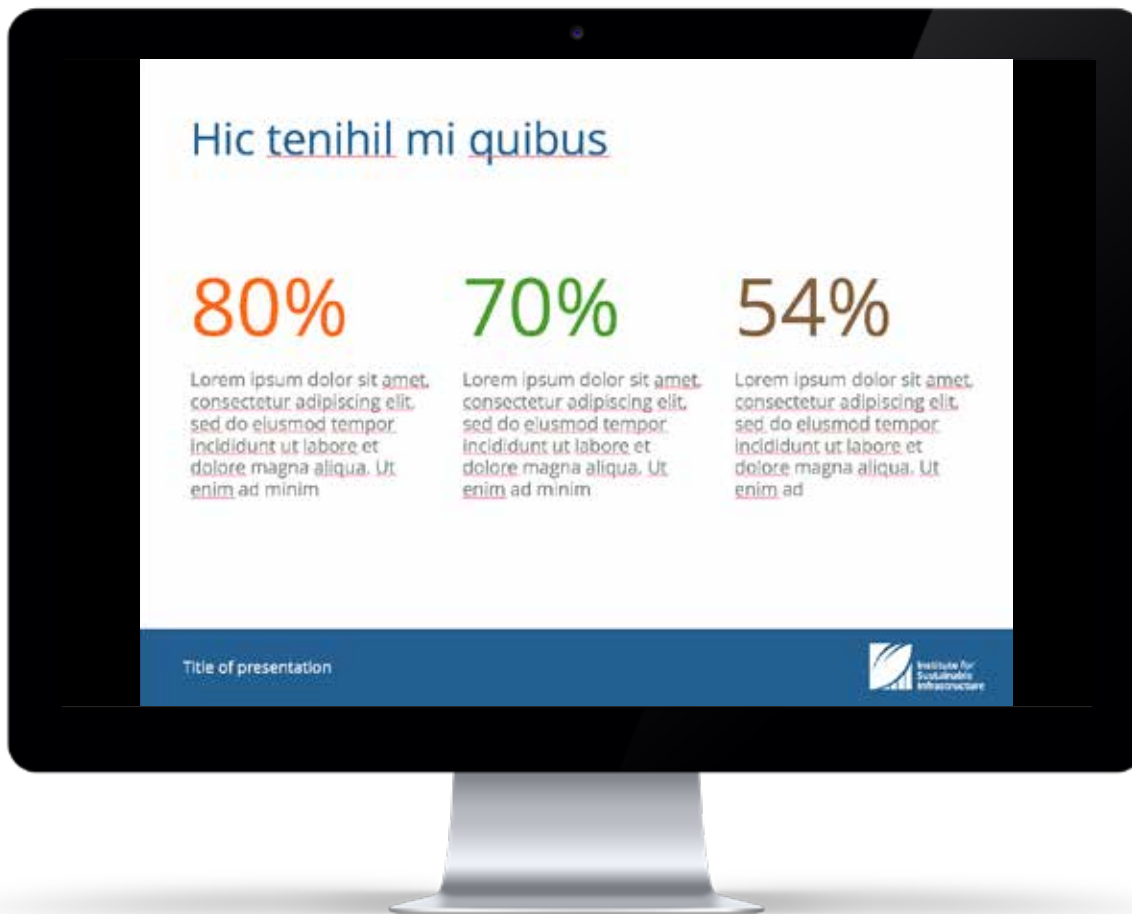 Hic tenihil mi quibus
80%
Lorem ipsum dolor sit amet,
consectetur adipiscing elit,
sed do eiusmod tempor
incididunt ut labore et
dolore magna aliqua. Ut
enim ad minim
70%
Lorem ipsum dolor sit amet,
consectetur adipiscing elit,
sed do eiusmod tempor
incididunt ut labore et
dolore magna aliqua. Ut
enim ad minim
54%
Lorem ipsum dolor sit amet,
consectetur adipiscing elit,
sed do eiusmod tempor
incididunt ut labore et
dolore magna aliqua. Ut
enim ad
Title of presentation
Institute for
Sustainable
Infrastructure